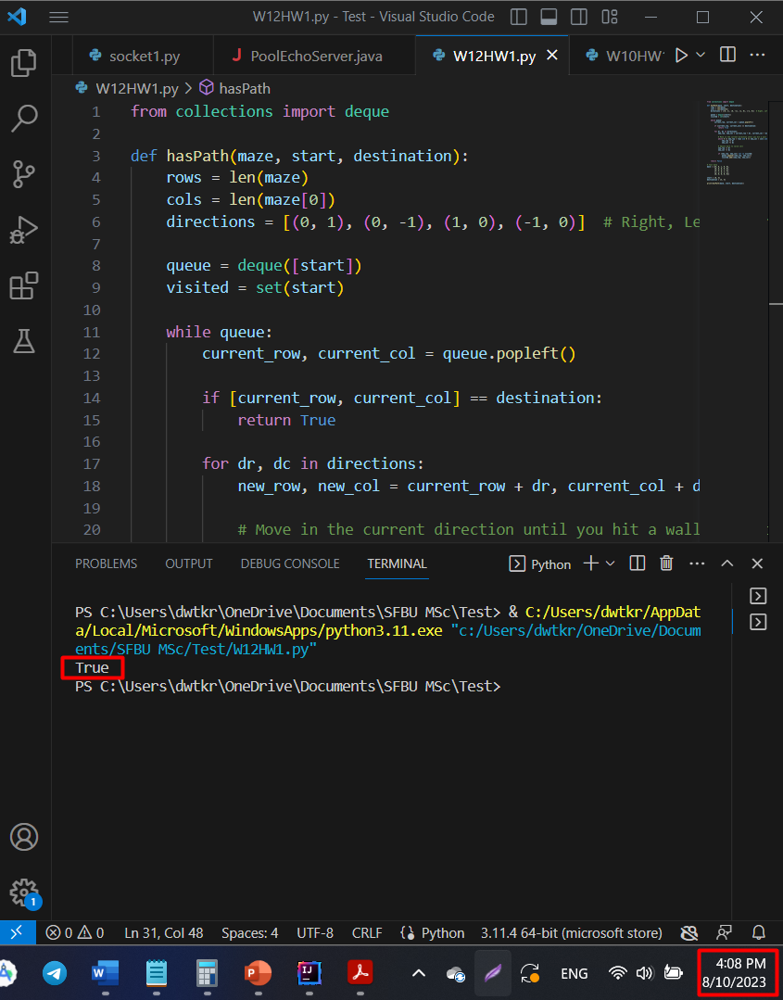 W12HW1.py - Test - Visual Studio Code
socket1.py
J PoolEchoServer.java
W12HW1.py
W10HW
W12HW1.py > hasPath
1 from collections import deque
2
3 def hasPath(maze, start, destination):
4 rows = len(maze)
5 cols = len(maze[0])
6 directions = [(0, 1), (0, -1), (1, 0), (-1, 0)]  # Right, Le
7
8 queue = deque([start])
9 visited = set(start)
10
11 while queue:
12 current_row, current_col = queue.popleft()
13
14 if [current_row, current_col] == destination:
15 return True
16
17 for dr, dc in directions:
18 new_row, new_col = current_row + dr, current_col + d
19
20 # Move in the current direction until you hit a wall
PROBLEMS OUTPUT DEBUG CONSOLE TERMINAL
Python
PS C:\Users\dwtkr\OneDrive\Documents\SFBU MSc\Test> & C:/Users/dwtkr/AppDat
a/Local/Microsoft/WindowsApps/python3.11.exe "c:/Users/dwtkr/OneDrive/Docum
ents/SFBU MSc/Test/W12HW1.py"
True
PS C:\Users\dwtkr\OneDrive\Documents\SFBU MSc\Test>
1
0 0 Ln 31, Col 48 Spaces: 4 UTF-8 CRLF Python 3.11.4 64-bit (microsoft store)
ENG
4:08 PM
8/10/2023